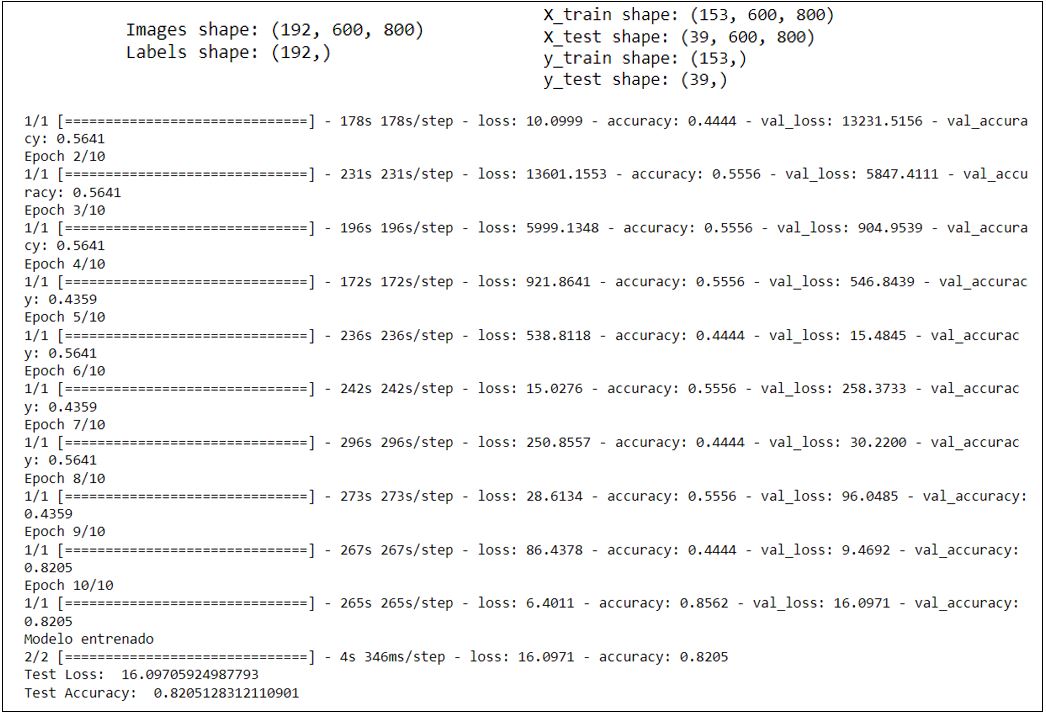 Images shape: (192, 600, 800)
Labels shape: (192,)
X_train shape: (153, 600, 800)
X_test shape: (39, 600, 800)
y_train shape: (153,)
y_test shape: (39,)
1/1 [==============================] - 178s 178s/step - loss: 10.0999 - accuracy: 0.4444 - val_loss: 13231.5156 - val_accura
cy: 0.5641
Epoch 2/10
1/1 [==============================] - 231s 231s/step - loss: 13601.1553 - accuracy: 0.5556 - val_loss: 5847.4111 - val_accu
racy: 0.5641
Epoch 3/10
1/1 [==============================] - 196s 196s/step - loss: 5999.1348 - accuracy: 0.5556 - val_loss: 904.9539 - val_accura
cy: 0.5641
Epoch 4/10
1/1 [==============================] - 172s 172s/step - loss: 921.8641 - accuracy: 0.5556 - val_loss: 546.8439 - val_accurac
y: 0.4359
Epoch 5/10
1/1 [==============================] - 236s 236s/step - loss: 538.8118 - accuracy: 0.4444 - val_loss: 15.4845 - val_accurac
y: 0.5641
Epoch 6/10
1/1 [==============================] - 242s 242s/step - loss: 15.0276 - accuracy: 0.5556 - val_loss: 258.3733 - val_accurac
y: 0.4359
Epoch 7/10
1/1 [==============================] - 296s 296s/step - loss: 250.8557 - accuracy: 0.4444 - val_loss: 30.2200 - val_accurac
y: 0.5641
Epoch 8/10
1/1 [==============================] - 273s 273s/step - loss: 28.6134 - accuracy: 0.5556 - val_loss: 96.0485 - val_accuracy:
0.4359
Epoch 9/10
1/1 [==============================] - 267s 267s/step - loss: 86.4378 - accuracy: 0.4444 - val_loss: 9.4692 - val_accuracy:
0.8205
Epoch 10/10
1/1 [==============================] - 265s 265s/step - loss: 6.4011 - accuracy: 0.8562 - val_loss: 16.0971 - val_accuracy:
0.8205
Modelo entrenado
2/2 [==============================] - 4s 346ms/step - loss: 16.0971 - accuracy: 0.8205
Test Loss:  16.09705924987793
Test Accuracy:  0.8205128312110901